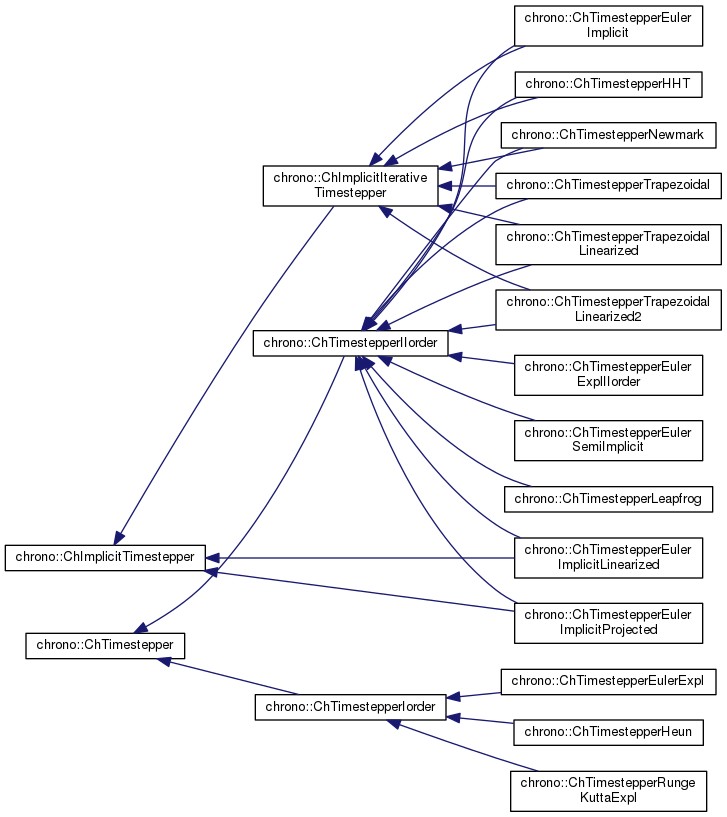 chrono::ChTimestepperEuler
Implicit
chrono::ChTimestepperHHT
chrono::ChTimestepperNewmark
chrono::ChImplicitIterative
Timestepper
chrono::ChTimestepperTrapezoidal
chrono::ChTimestepperTrapezoidal
Linearized
chrono::ChTimestepperTrapezoidal
Linearized2
chrono::ChTimestepperIIorder
chrono::ChTimestepperEuler
ExplIIorder
chrono::ChTimestepperEuler
SemiImplicit
chrono::ChTimestepperLeapfrog
chrono::ChImplicitTimestepper
chrono::ChTimestepperEuler
ImplicitLinearized
chrono::ChTimestepperEuler
ImplicitProjected
chrono::ChTimestepper
chrono::ChTimestepperEulerExpl
chrono::ChTimestepperIorder
chrono::ChTimestepperHeun
chrono::ChTimestepperRunge
KuttaExpl